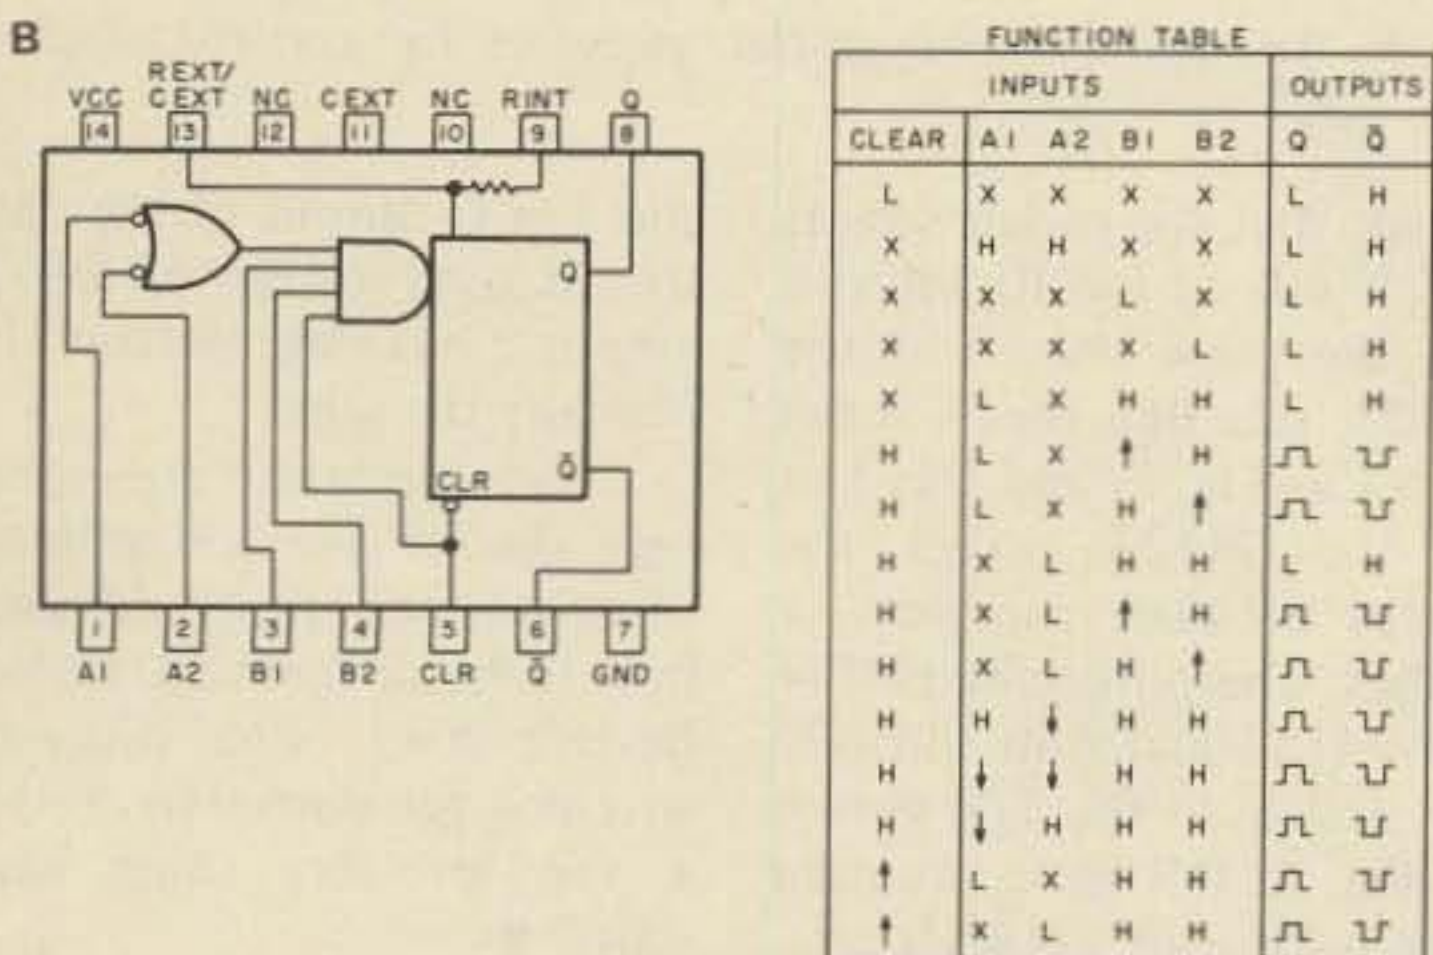 B
REXT/
VCC CEXT NC CEXT NC RINT Q
14 13 12 11 10 9 8
Q
Q̄
CLR
1 2 3 4 5 6 7
A1 A2 B1 B2 CLR Q̄ GND
FUNCTION TABLE
INPUTS OUTPUTS
CLEAR A1 A2 B1 B2 Q Q̄
L X X X X L H
X H H X X L H
X X X L X L H
X X X X L L H
X L X H H L H
H L X ↑ H ⎍ ⊔
H L X H ↑ ⎍ ⊔
H X L H H L H
H X L ↑ H ⎍ ⊔
H X L H ↑ ⎍ ⊔
H H ↓ H H ⎍ ⊔
H ↓ ↓ H H ⎍ ⊔
H ↓ H H H ⎍ ⊔
↑ L X H H ⎍ ⊔
↑ X L H H ⎍ ⊔